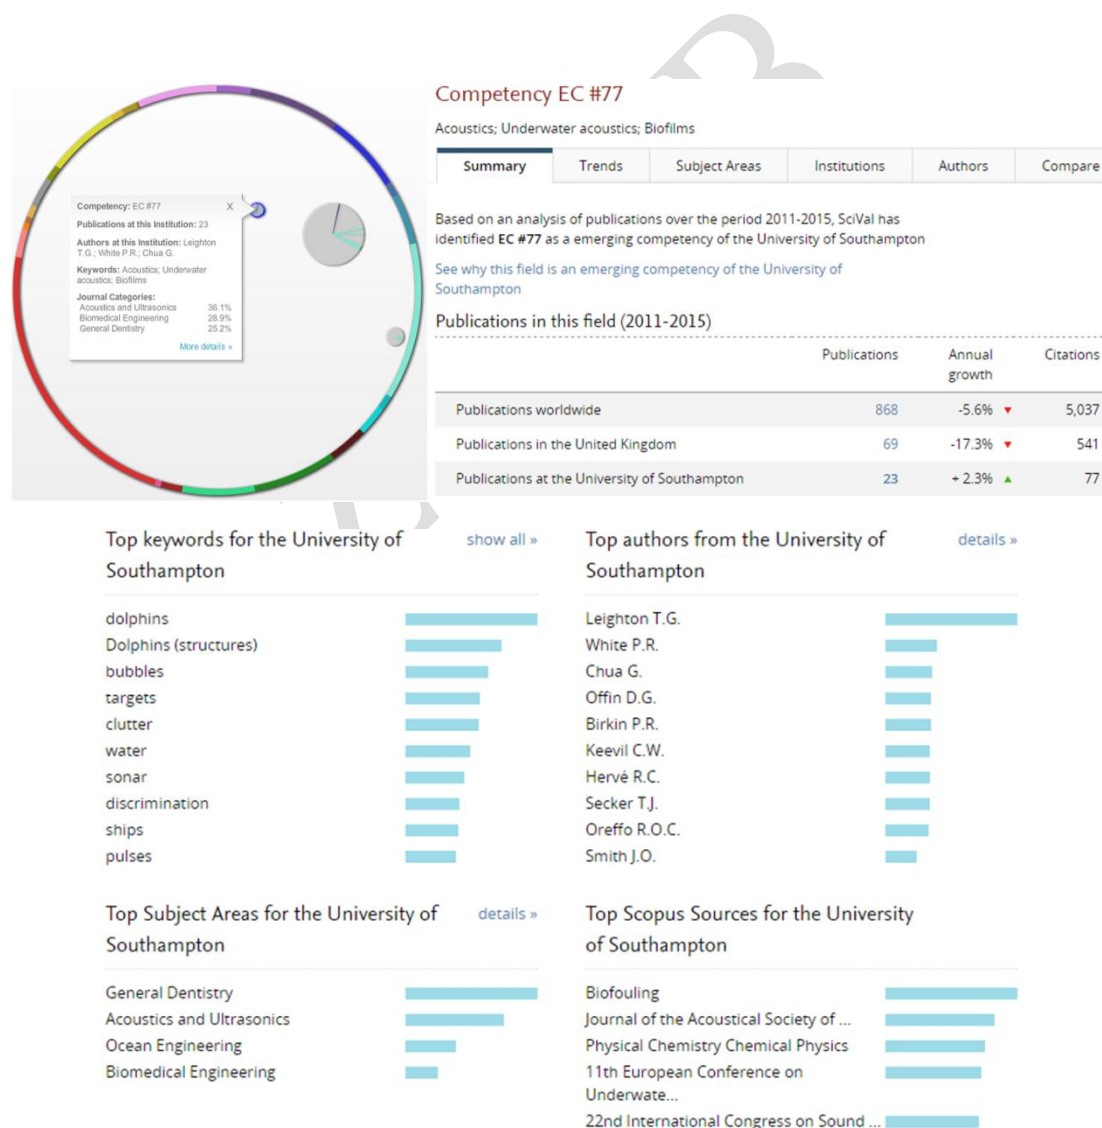 Competency: EC #77 X
Publications at this Institution: 23
Authors at this Institution: Leighton
T.G.; White P.R.; Chua G.
Keywords: Acoustics; Underwater
acoustics; Biofilms
Journal Categories:
Acoustics and Ultrasonics 36.1%
Biomedical Engineering 28.9%
General Dentistry 25.2%
More details »
Competency EC #77
Acoustics; Underwater acoustics; Biofilms
Summary Trends Subject Areas Institutions Authors Compare
Based on an analysis of publications over the period 2011-2015, SciVal has
identified EC #77 as a emerging competency of the University of Southampton
See why this field is an emerging competency of the University of
Southampton
Publications in this field (2011-2015)
Publications Annual growth Citations
Publications worldwide 868 -5.6% ▼ 5,037
Publications in the United Kingdom 69 -17.3% ▼ 541
Publications at the University of Southampton 23 + 2.3% ▲ 77
Top keywords for the University of
Southampton
show all »
dolphins
Dolphins (structures)
bubbles
targets
clutter
water
sonar
discrimination
ships
pulses
Top authors from the University of
Southampton
details »
Leighton T.G.
White P.R.
Chua G.
Offin D.G.
Birkin P.R.
Keevil C.W.
Hervé R.C.
Secker T.J.
Oreffo R.O.C.
Smith J.O.
Top Subject Areas for the University of
Southampton
details »
General Dentistry
Acoustics and Ultrasonics
Ocean Engineering
Biomedical Engineering
Top Scopus Sources for the University
of Southampton
Biofouling
Journal of the Acoustical Society of ...
Physical Chemistry Chemical Physics
11th European Conference on
Underwate...
22nd International Congress on Sound ...